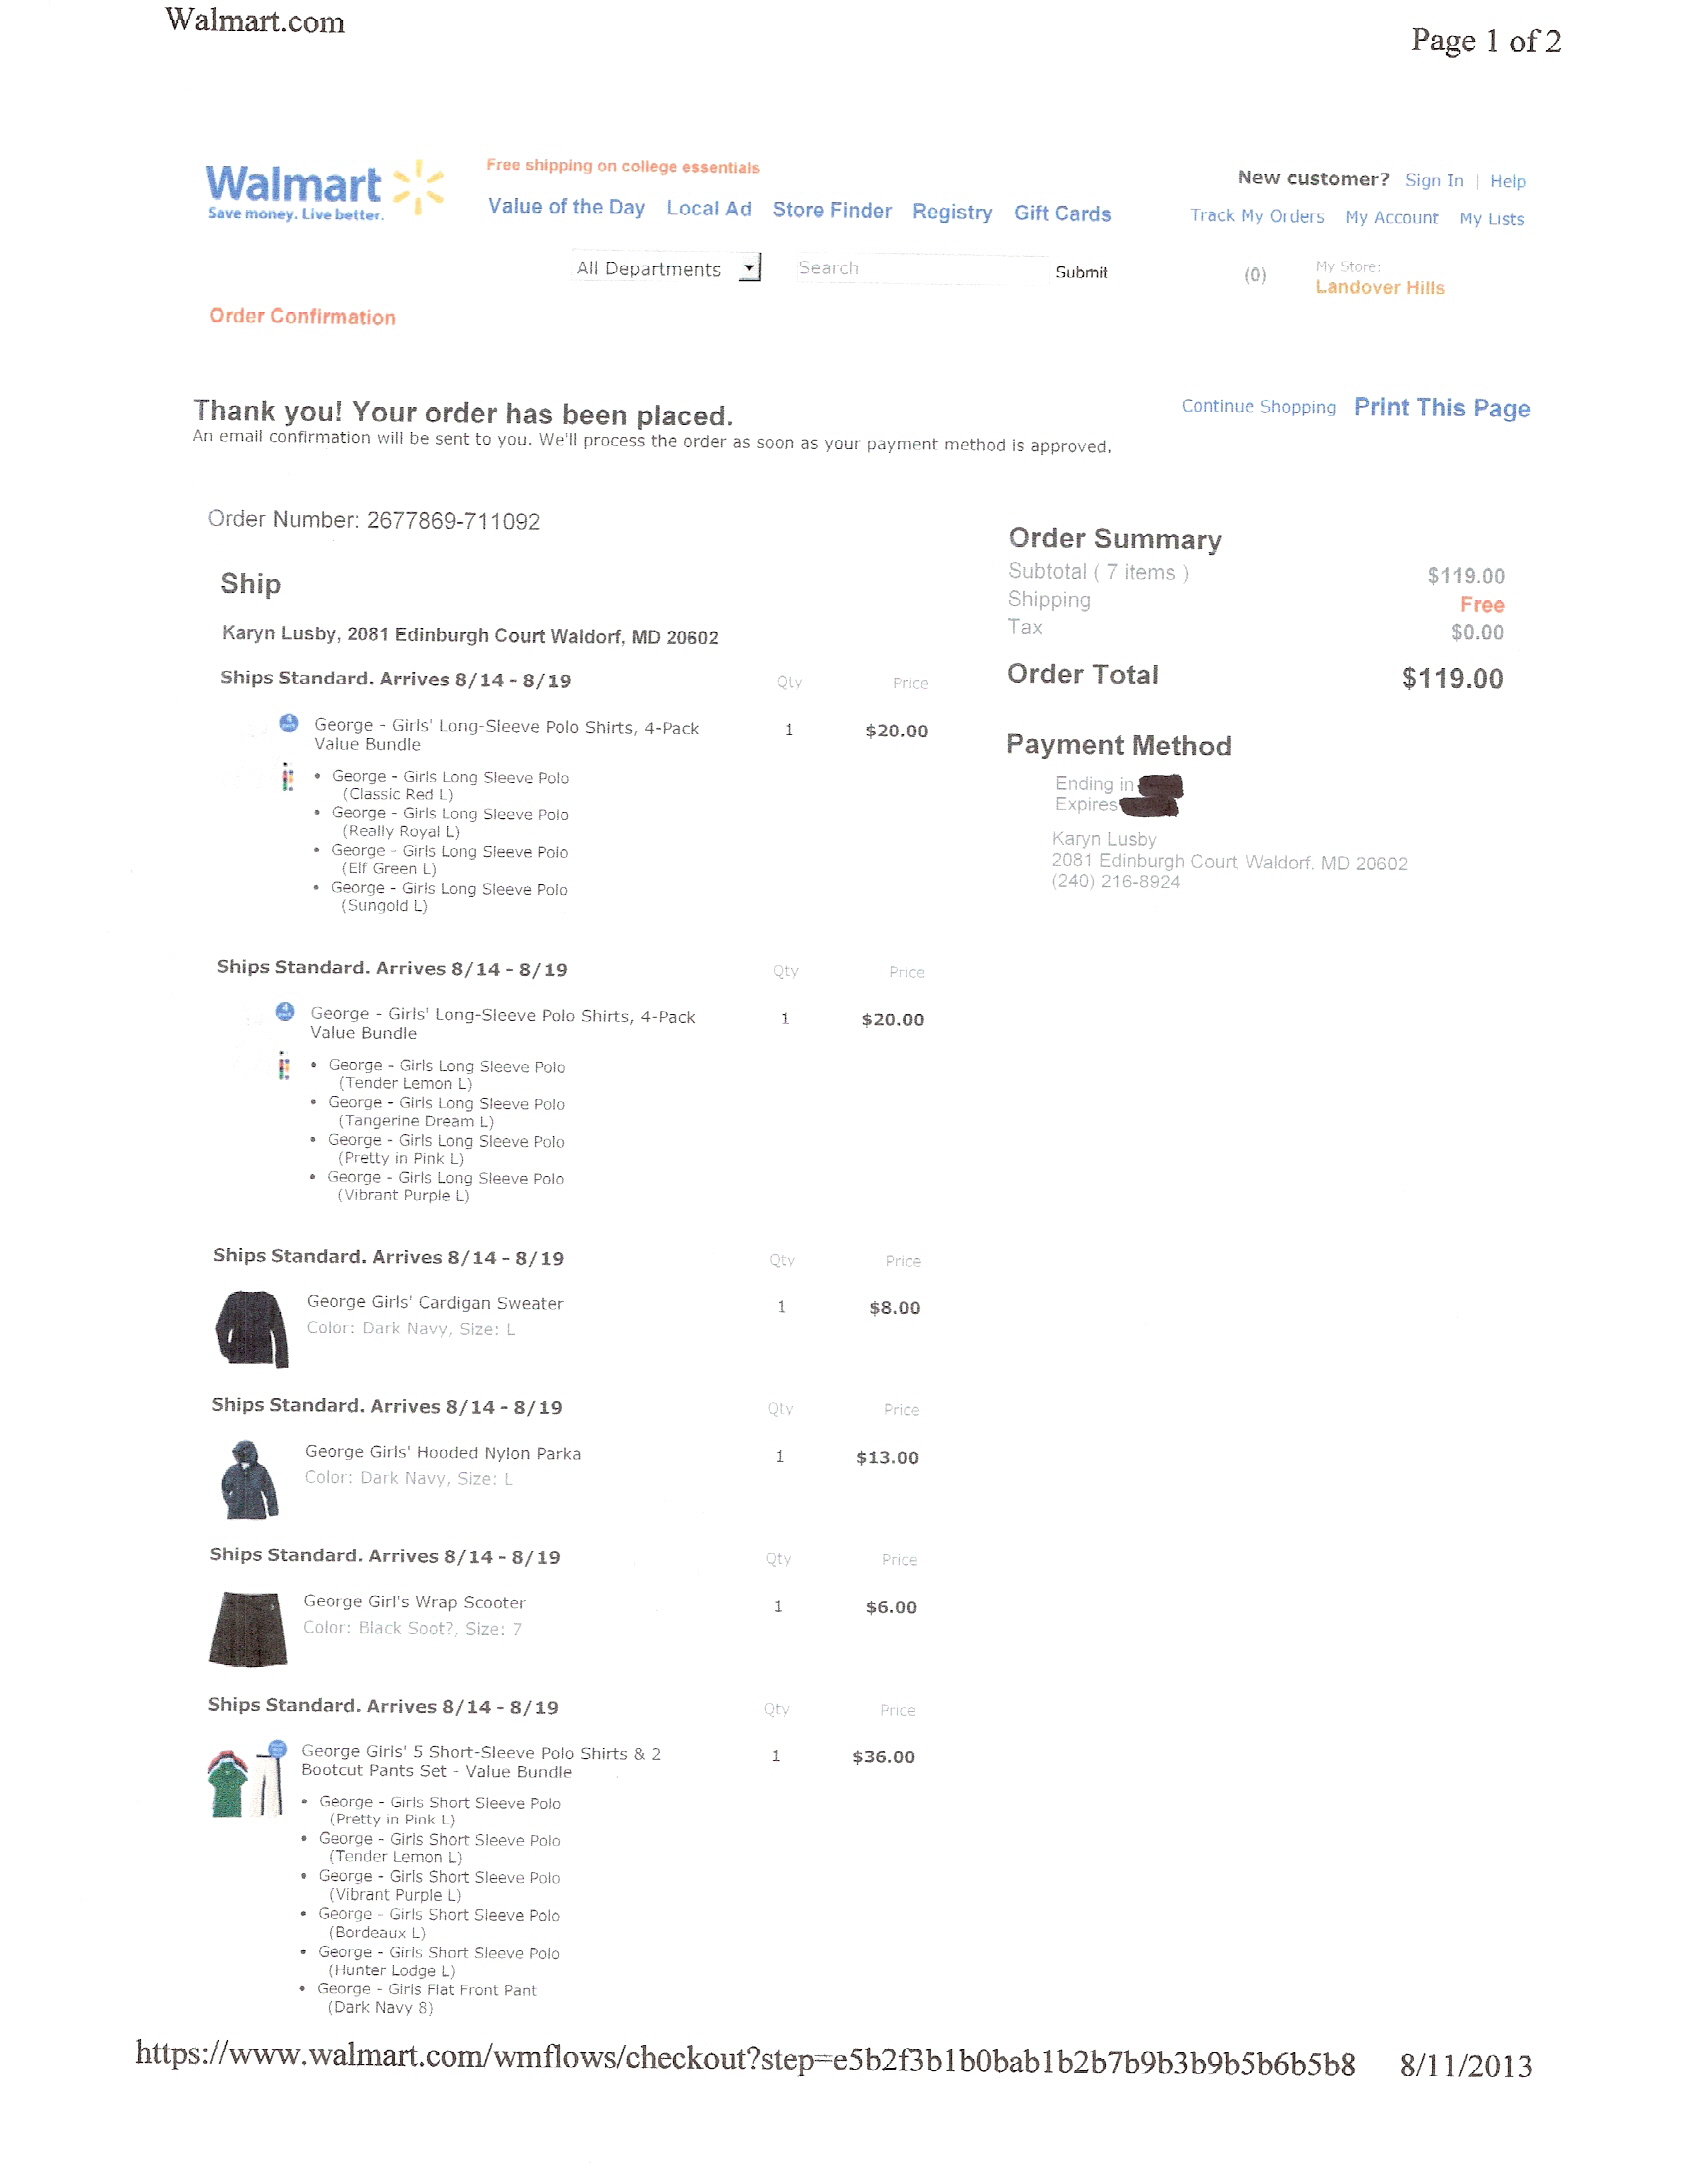 Walmart.com
Page 1 of 2
Walmart
Save money. Live better.
Free shipping on college essentials
Value of the Day Local Ad Store Finder Registry Gift Cards
New customer? Sign In | Help
Track My Orders My Account My Lists
All Departments Search Submit
(0)
My Store:
Landover Hills
Order Confirmation
Thank you! Your order has been placed.
An email confirmation will be sent to you. We'll process the order as soon as your payment method is approved.
Continue Shopping Print This Page
Order Number: 2677869-711092
Ship
Karyn Lusby, 2081 Edinburgh Court Waldorf, MD 20602
Ships Standard. Arrives 8/14 - 8/19 Qty Price
George - Girls' Long-Sleeve Polo Shirts, 4-Pack 1 $20.00
Value Bundle
• George - Girls Long Sleeve Polo
(Classic Red L)
• George - Girls Long Sleeve Polo
(Really Royal L)
• George - Girls Long Sleeve Polo
(Elf Green L)
• George - Girls Long Sleeve Polo
(Sungold L)
Ships Standard. Arrives 8/14 - 8/19 Qty Price
George - Girls' Long-Sleeve Polo Shirts, 4-Pack 1 $20.00
Value Bundle
• George - Girls Long Sleeve Polo
(Tender Lemon L)
• George - Girls Long Sleeve Polo
(Tangerine Dream L)
• George - Girls Long Sleeve Polo
(Pretty in Pink L)
• George - Girls Long Sleeve Polo
(Vibrant Purple L)
Ships Standard. Arrives 8/14 - 8/19 Qty Price
George Girls' Cardigan Sweater 1 $8.00
Color: Dark Navy, Size: L
Ships Standard. Arrives 8/14 - 8/19 Qty Price
George Girls' Hooded Nylon Parka 1 $13.00
Color: Dark Navy, Size: L
Ships Standard. Arrives 8/14 - 8/19 Qty Price
George Girl's Wrap Scooter 1 $6.00
Color: Black Soot?, Size: 7
Ships Standard. Arrives 8/14 - 8/19 Qty Price
George Girls' 5 Short-Sleeve Polo Shirts & 2 1 $36.00
Bootcut Pants Set - Value Bundle
• George - Girls Short Sleeve Polo
(Pretty in Pink L)
• George - Girls Short Sleeve Polo
(Tender Lemon L)
• George - Girls Short Sleeve Polo
(Vibrant Purple L)
• George - Girls Short Sleeve Polo
(Bordeaux L)
• George - Girls Short Sleeve Polo
(Hunter Lodge L)
• George - Girls Flat Front Pant
(Dark Navy 8)
Order Summary
Subtotal ( 7 items ) $119.00
Shipping Free
Tax $0.00
Order Total $119.00
Payment Method
Ending in
Expires
Karyn Lusby
2081 Edinburgh Court, Waldorf, MD 20602
(240) 216-8924
https://www.walmart.com/wmflows/checkout?step=e5b2f3b1b0bab1b2b7b9b3b9b5b6b5b8 8/11/2013